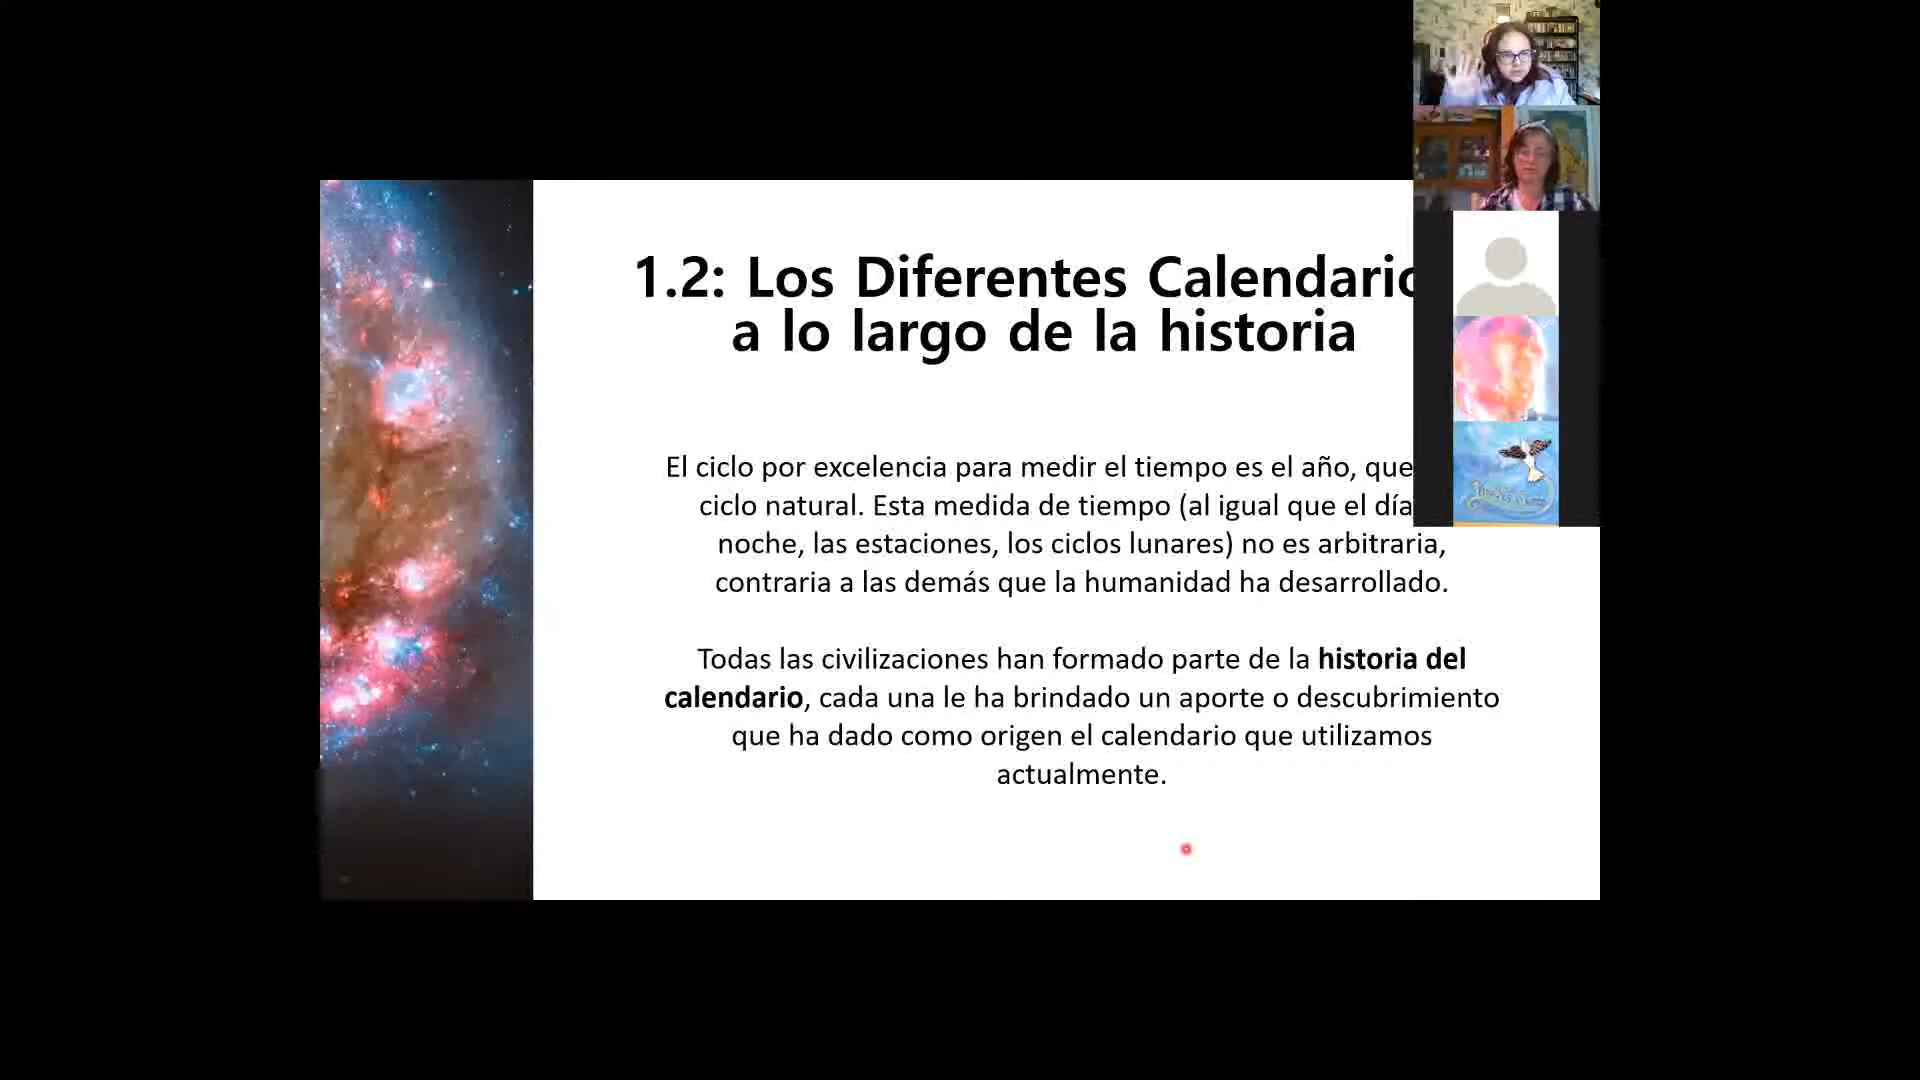 1.2: Los Diferentes Calendario
a lo largo de la historia
El ciclo por excelencia para medir el tiempo es el año, que
ciclo natural. Esta medida de tiempo (al igual que el día
noche, las estaciones, los ciclos lunares) no es arbitraria,
contraria a las demás que la humanidad ha desarrollado.
Todas las civilizaciones han formado parte de la historia del
calendario, cada una le ha brindado un aporte o descubrimiento
que ha dado como origen el calendario que utilizamos
actualmente.